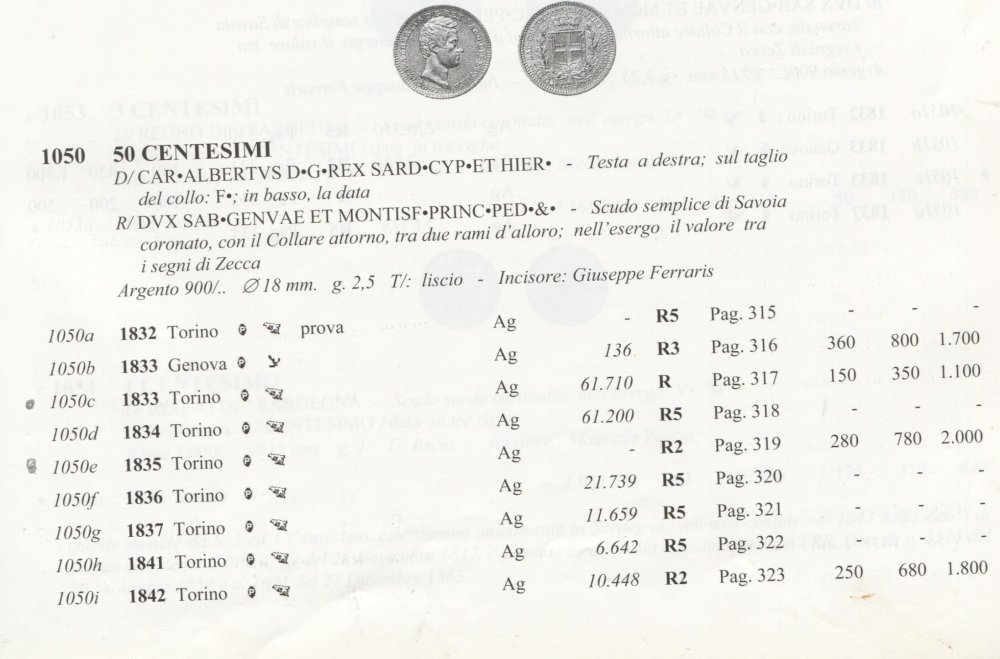 1050 50 CENTESIMI
D/ CAR•ALBERTVS D•G•REX SARD•CYP•ET HIER• - Testa a destra; sul taglio
del collo: F•; in basso, la data
R/ DVX SAB•GENVAE ET MONTISF•PRINC•PED•&• - Scudo semplice di Savoia
coronato, con il Collare attorno, tra due rami d'alloro; nell'esergo il valore tra
i segni di Zecca
Argento 900/.. ∅ 18 mm. g. 2,5 T/: liscio - Incisore: Giuseppe Ferraris
1050a 1832 Torino P prova Ag - R5 Pag. 315 - - -
1050b 1833 Genova P Ag 136 R3 Pag. 316 360 800 1.700
1050c 1833 Torino P Ag 61.710 R Pag. 317 150 350 1.100
1050d 1834 Torino P Ag 61.200 R5 Pag. 318 - - -
1050e 1835 Torino P Ag - R2 Pag. 319 280 780 2.000
1050f 1836 Torino P Ag 21.739 R5 Pag. 320 - - -
1050g 1837 Torino P Ag 11.659 R5 Pag. 321 - - -
1050h 1841 Torino P Ag 6.642 R5 Pag. 322 - - -
1050i 1842 Torino P Ag 10.448 R2 Pag. 323 250 680 1.800